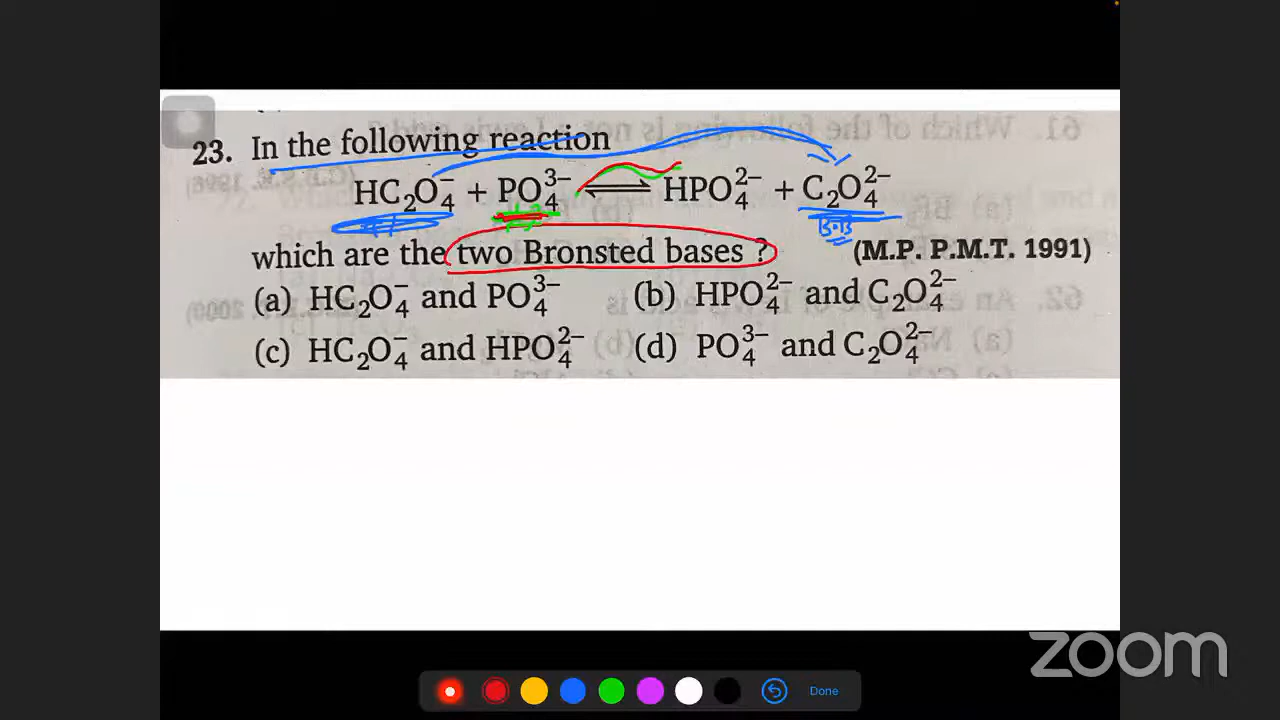 23. In the following reaction
HC₂O₄⁻ + PO₄³⁻ ⇌ HPO₄²⁻ + C₂O₄²⁻
which are the two Bronsted bases ? (M.P. P.M.T. 1991)
(a) HC₂O₄⁻ and PO₄³⁻ (b) HPO₄²⁻ and C₂O₄²⁻
(c) HC₂O₄⁻ and HPO₄²⁻ (d) PO₄³⁻ and C₂O₄²⁻
zoom
Done